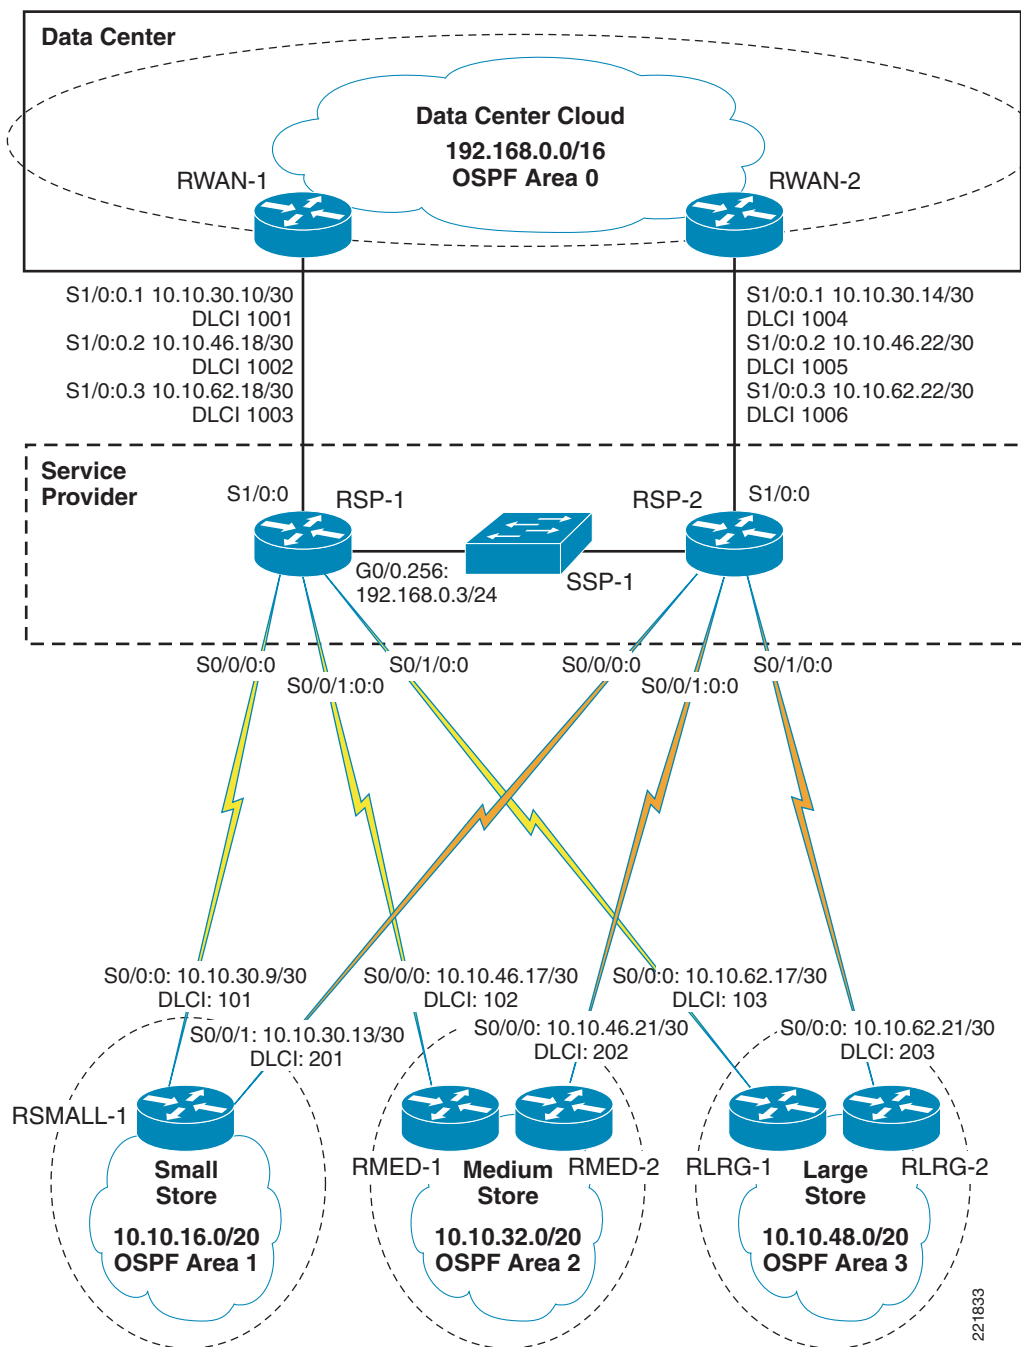 Data Center
Data Center Cloud
192.168.0.0/16
OSPF Area 0
RWAN-1
RWAN-2
S1/0:0.1 10.10.30.10/30
DLCI 1001
S1/0:0.2 10.10.46.18/30
DLCI 1002
S1/0:0.3 10.10.62.18/30
DLCI 1003
S1/0:0.1 10.10.30.14/30
DLCI 1004
S1/0:0.2 10.10.46.22/30
DLCI 1005
S1/0:0.3 10.10.62.22/30
DLCI 1006
Service
Provider
S1/0:0
RSP-1
RSP-2
S1/0:0
G0/0.256:
192.168.0.3/24
SSP-1
S0/0/0:0
S0/0/1:0:0
S0/1/0:0
S0/0/0:0
S0/0/1:0:0
S0/1/0:0
S0/0:0: 10.10.30.9/30
DLCI: 101
S0/0/1: 10.10.30.13/30
DLCI: 201
S0/0/0: 10.10.46.17/30
DLCI: 102
S0/0/0: 10.10.46.21/30
DLCI: 202
S0/0:0: 10.10.62.17/30
DLCI: 103
S0/0:0: 10.10.62.21/30
DLCI: 203
RSMALL-1
Small
Store
10.10.16.0/20
OSPF Area 1
RMED-1
Medium
Store
RMED-2
10.10.32.0/20
OSPF Area 2
RLRG-1
Large
Store
RLRG-2
10.10.48.0/20
OSPF Area 3
221833